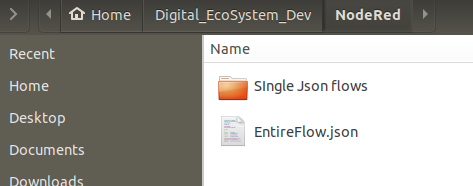 Home Digital_EcoSystem_Dev NodeRed
Recent
Home
Desktop
Documents
Downloads
Name
SIngle Json flows
EntireFlow.json